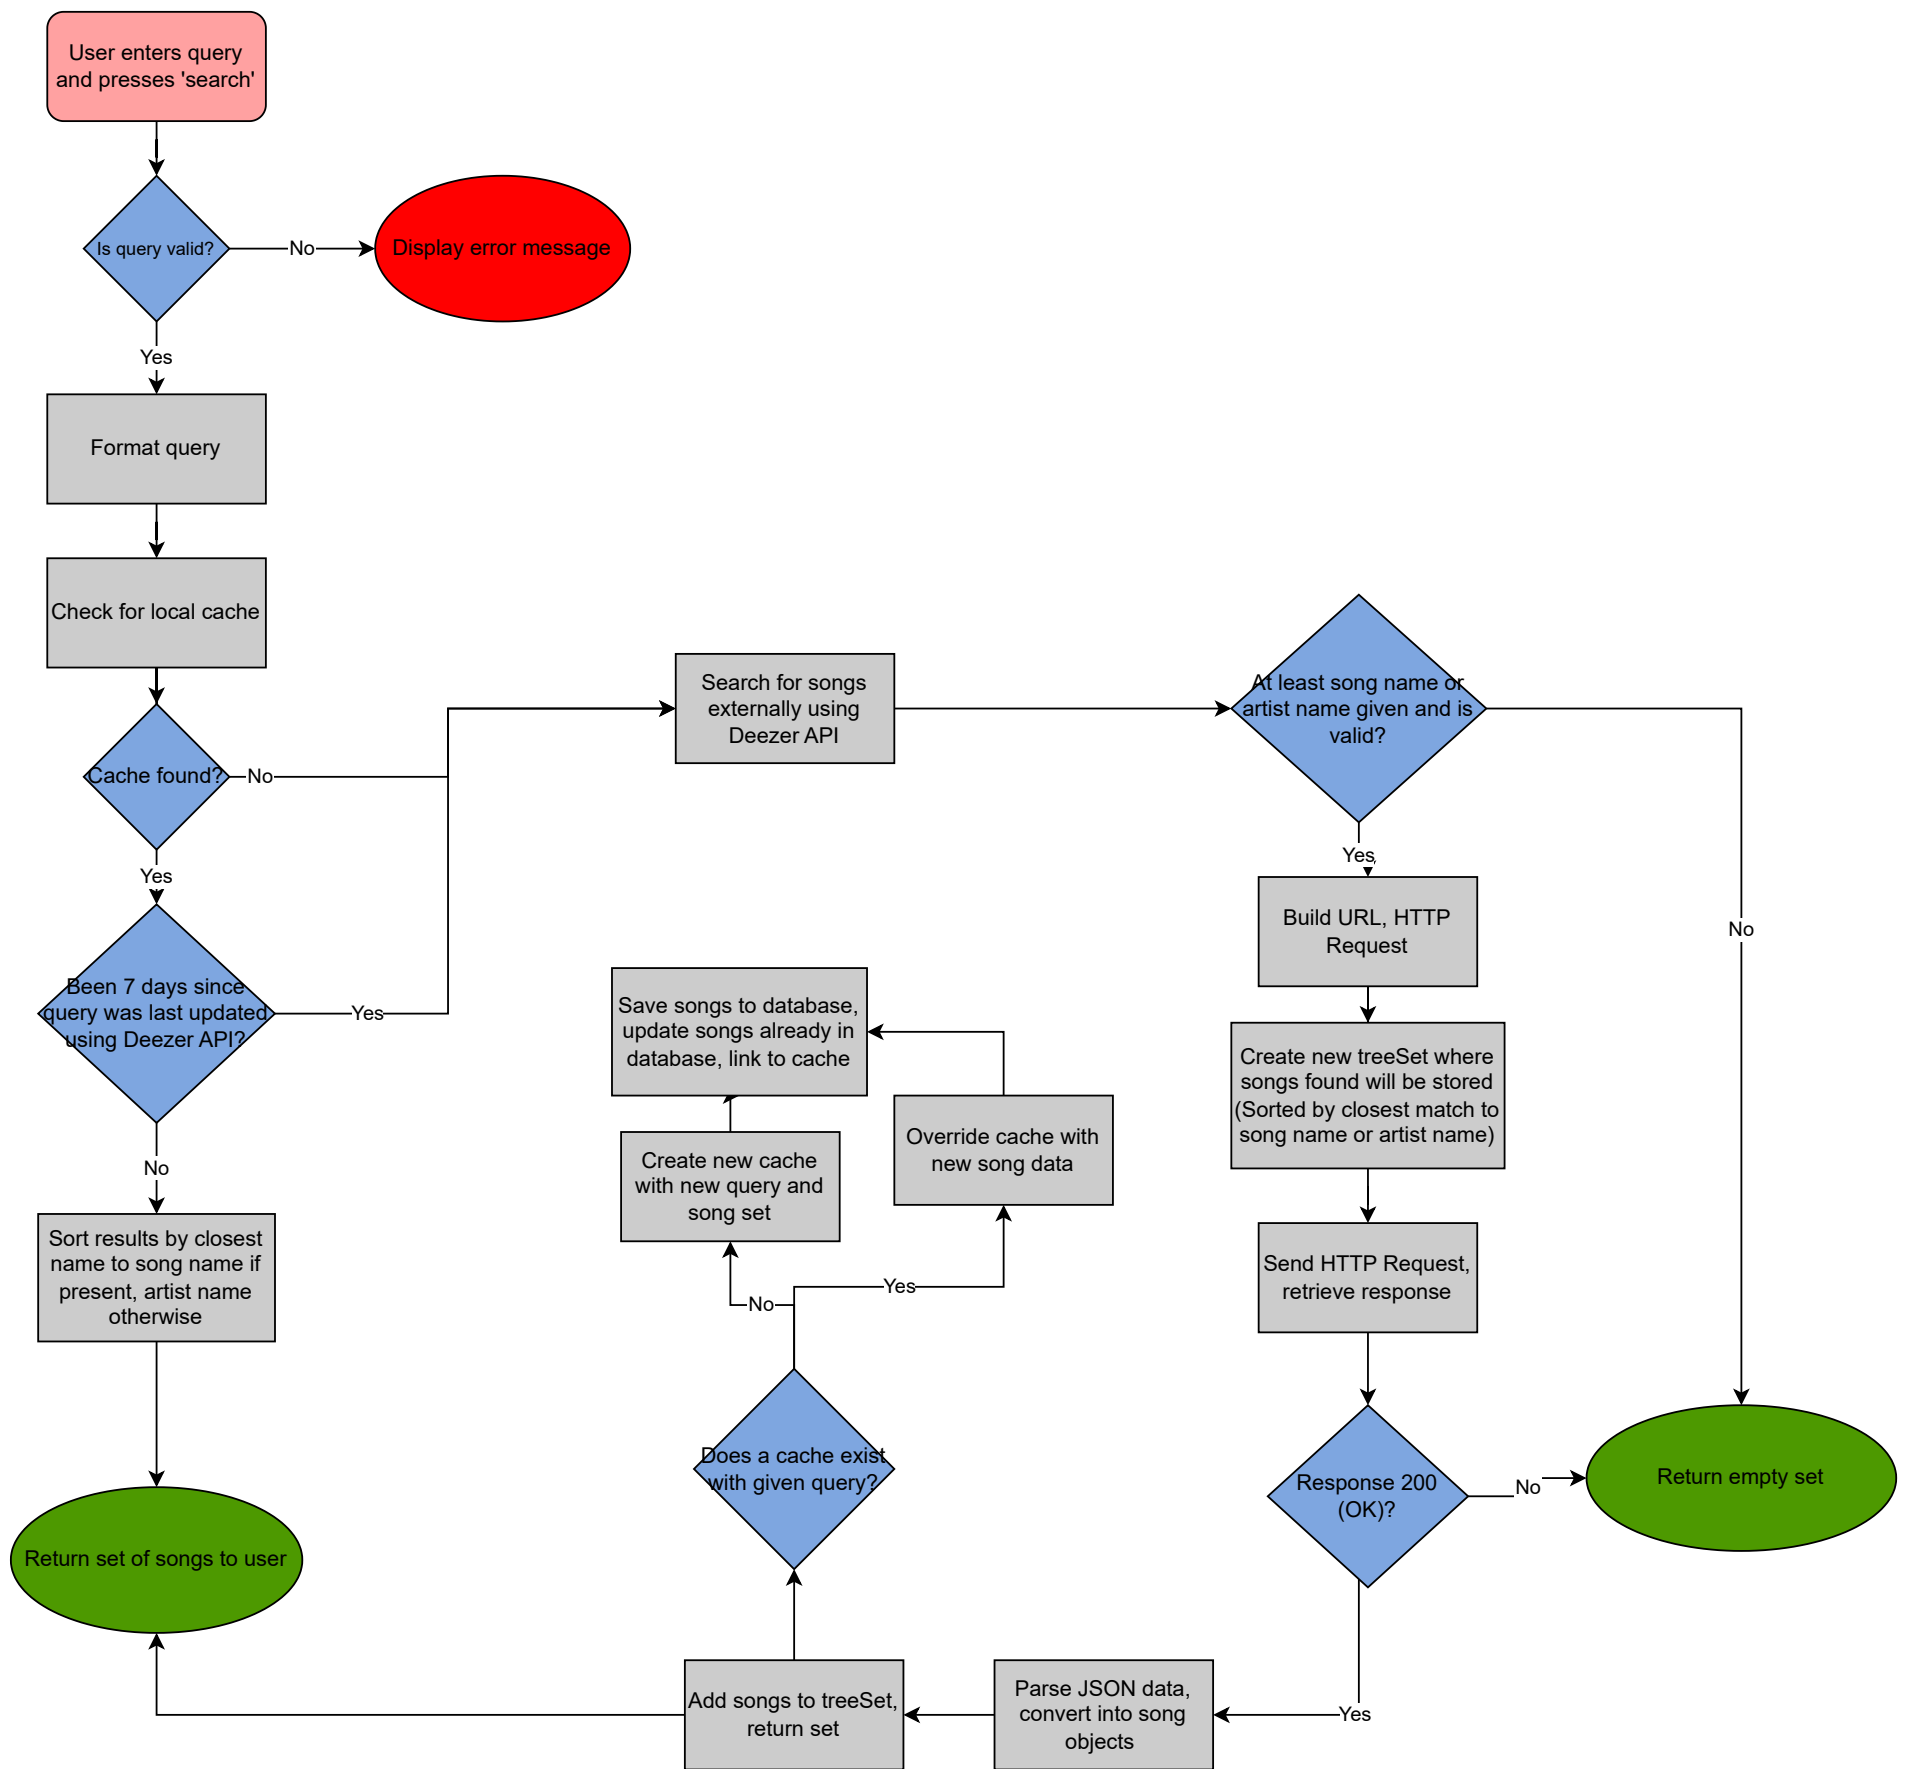 User enters query
and presses 'search'
Is query valid?
No
Display error message
Yes
Format query
Check for local cache
Cache found?
No
Yes
Been 7 days since
query was last updated
using Deezer API?
Yes
No
Sort results by closest
name to song name if
present, artist name
otherwise
Return set of songs to user
Search for songs
externally using
Deezer API
At least song name or
artist name given and is
valid?
Yes
No
Build URL, HTTP
Request
Create new treeSet where
songs found will be stored
(Sorted by closest match to
song name or artist name)
Send HTTP Request,
retrieve response
Response 200
(OK)?
No
Return empty set
Yes
Parse JSON data,
convert into song
objects
Add songs to treeSet,
return set
Does a cache exist
with given query?
No
Yes
Create new cache
with new query and
song set
Override cache with
new song data
Save songs to database,
update songs already in
database, link to cache